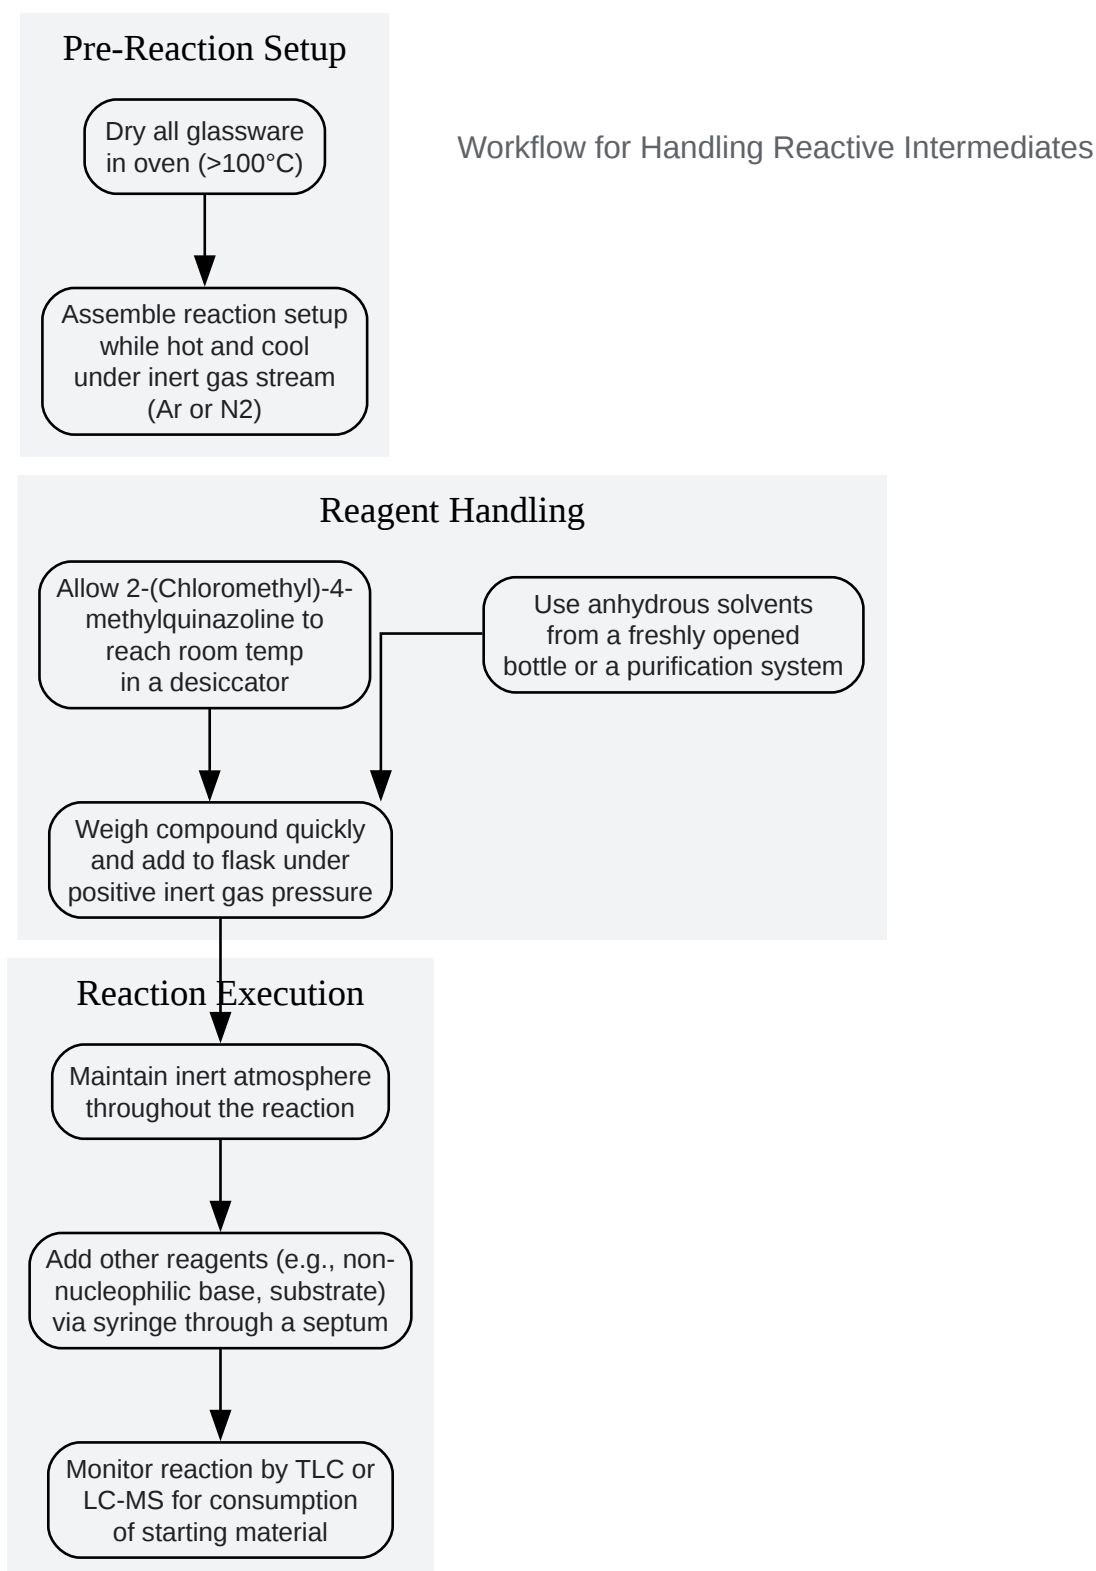 Pre-Reaction Setup
Dry all glassware
in oven (>100°C)
Workflow for Handling Reactive Intermediates
Assemble reaction setup
while hot and cool
under inert gas stream
(Ar or N2)
Reagent Handling
Allow 2-(Chloromethyl)-4-
methylquinazoline to
reach room temp
in a desiccator
Use anhydrous solvents
from a freshly opened
bottle or a purification system
Weigh compound quickly
and add to flask under
positive inert gas pressure
Reaction Execution
Maintain inert atmosphere
throughout the reaction
Add other reagents (e.g., non-
nucleophilic base, substrate)
via syringe through a septum
Monitor reaction by TLC or
LC-MS for consumption
of starting material